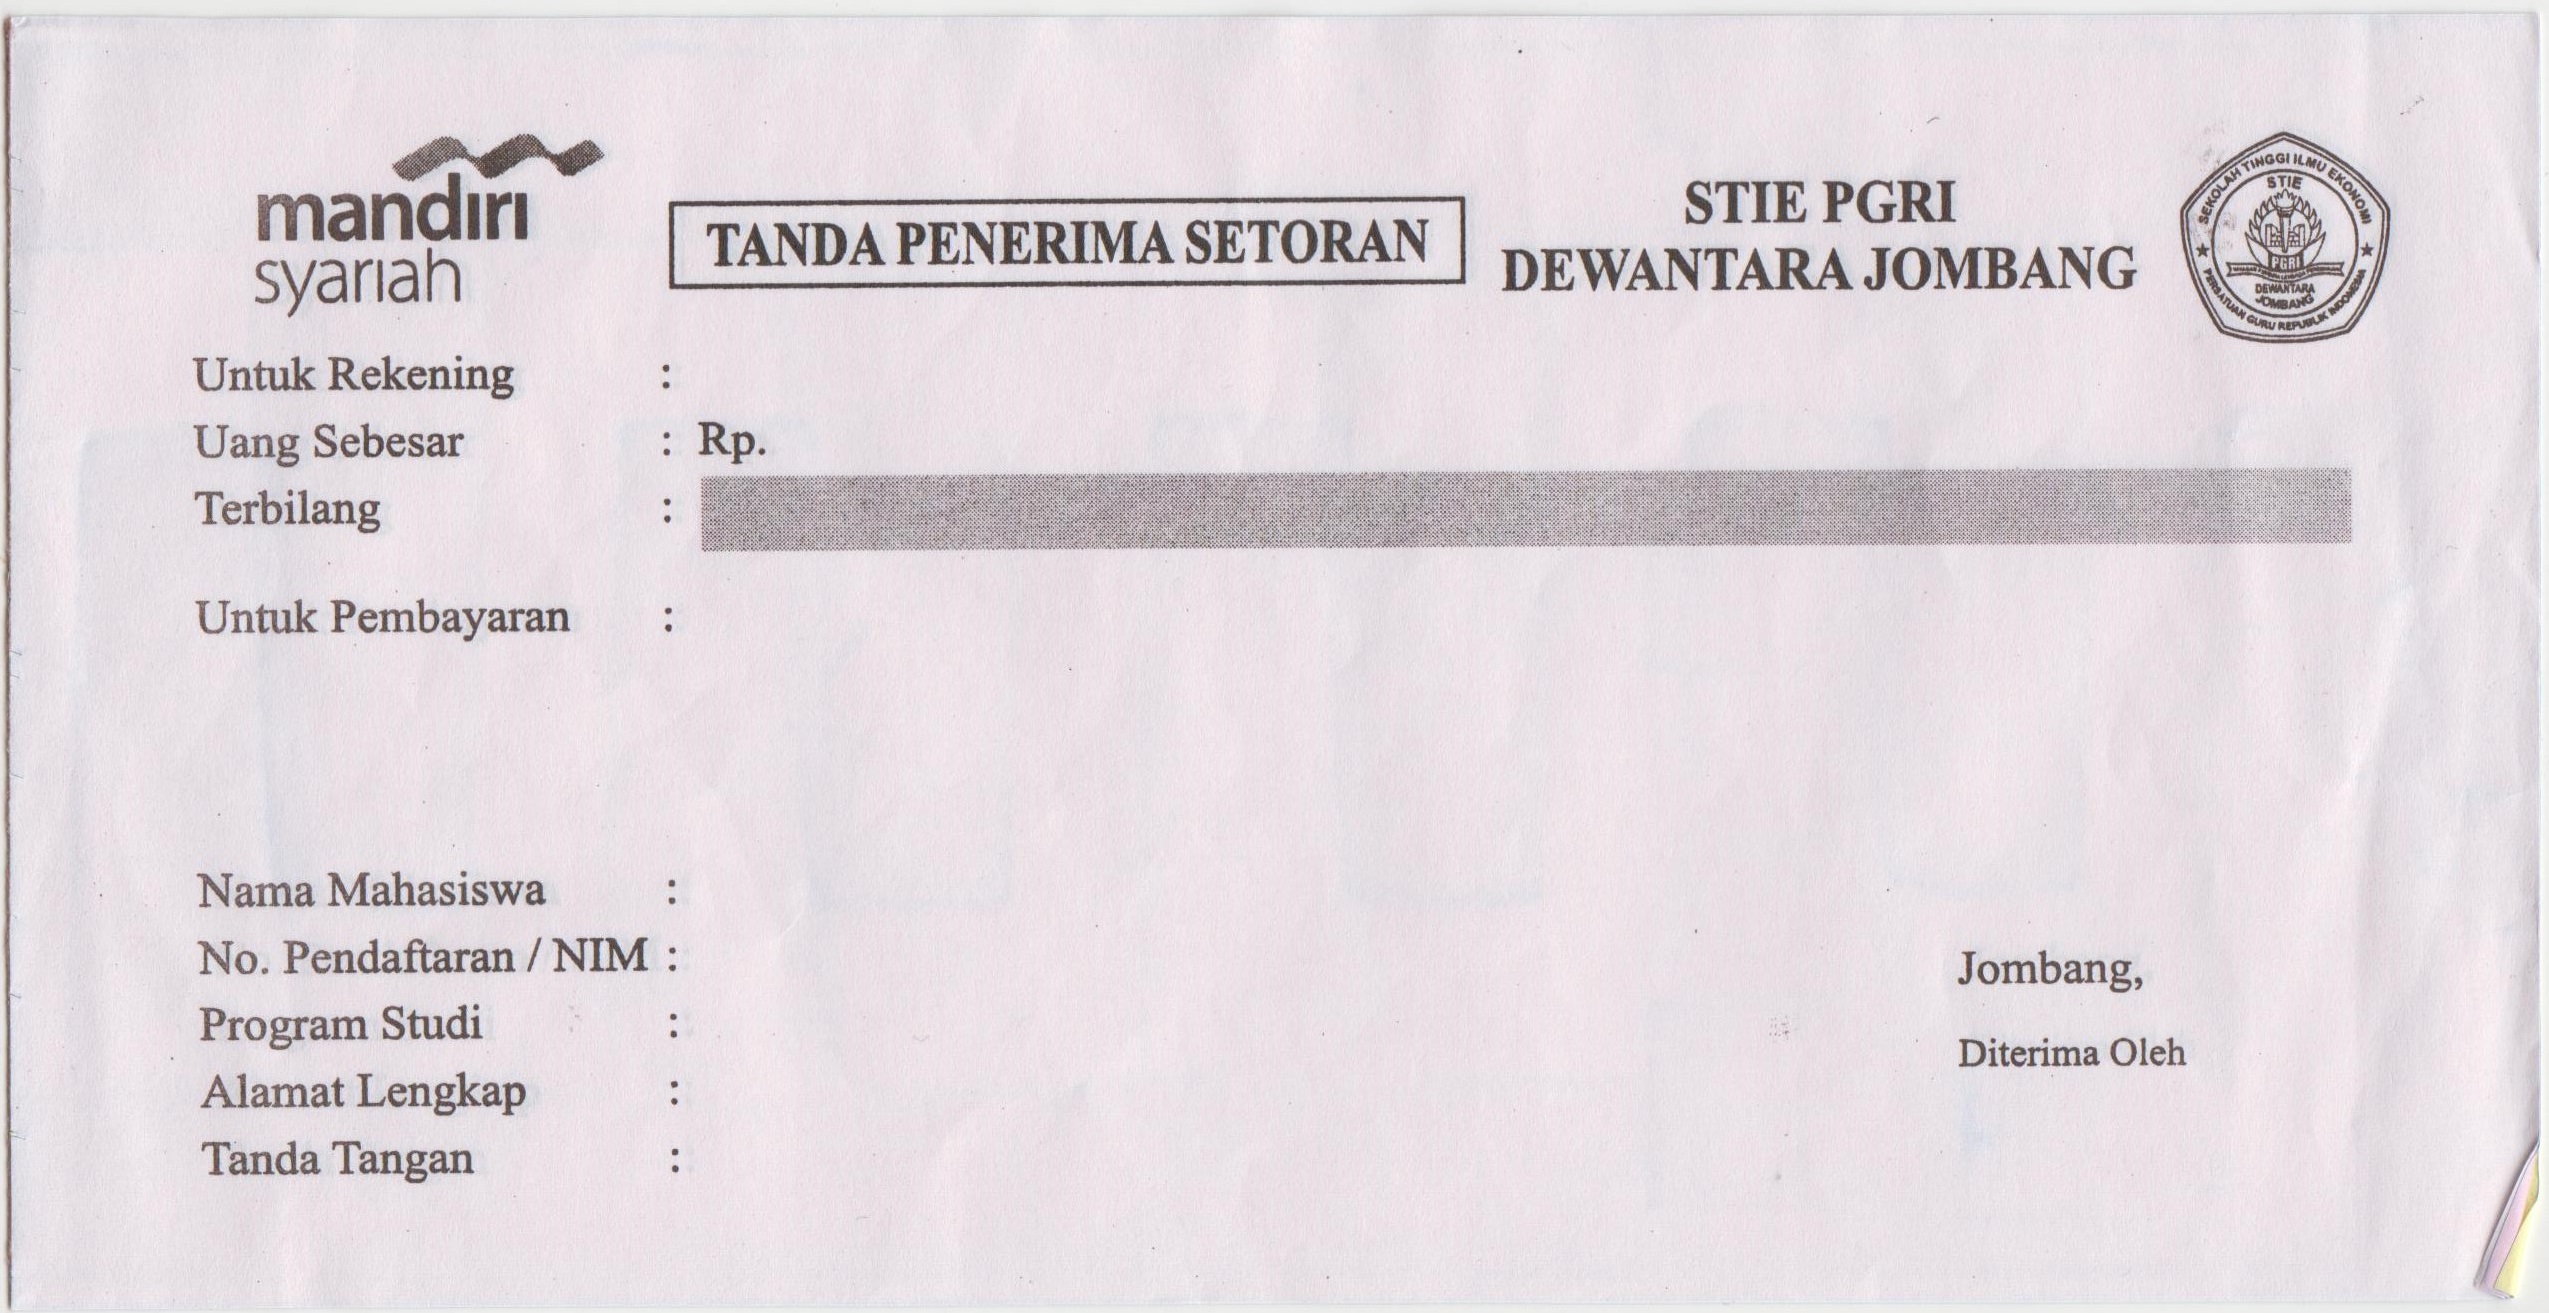 mandiri
syariah
TANDA PENERIMA SETORAN
STIE PGRI
DEWANTARA JOMBANG
SEKOLAH TINGGI ILMU EKONOMI
STIE
PGRI
DEWANTARA
JOMBANG
PERSATUAN GURU REPUBLIK INDONESIA
Untuk Rekening :
Uang Sebesar : Rp.
Terbilang :
Untuk Pembayaran :
Nama Mahasiswa :
No. Pendaftaran / NIM :
Program Studi :
Alamat Lengkap :
Tanda Tangan :
Jombang,
Diterima Oleh